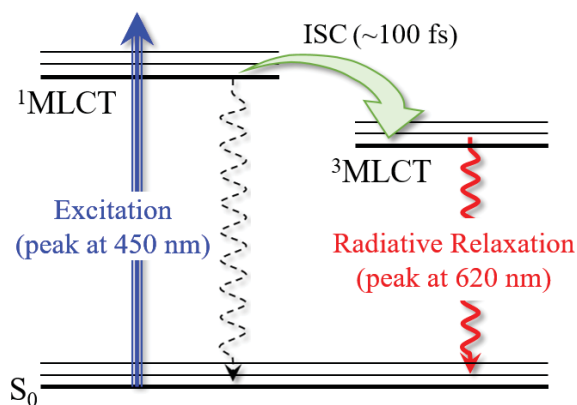 ISC (~100 fs)
¹MLCT
³MLCT
Excitation
(peak at 450 nm)
Radiative Relaxation
(peak at 620 nm)
S₀